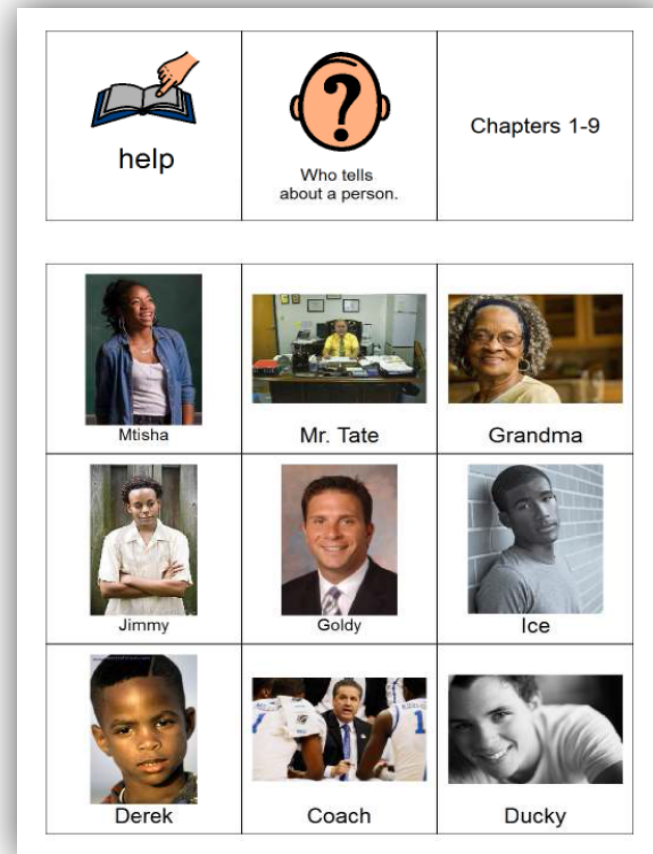 help
Who tells
about a person.
Chapters 1-9
Mtisha
Mr. Tate
Grandma
Jimmy
Goldy
Ice
Derek
Coach
Ducky